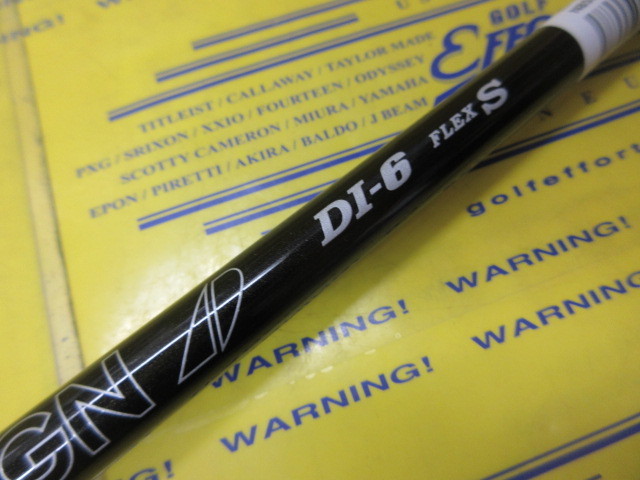 GOLF
EFFO
TITLEIST / CALLAWAY / TAYLOR MADE
PXG / SRIXON / XXIO / FOURTEEN / ODYSSEY
SCOTTY CAMERON / MIURA / YAMAHA
EPON / PIRETTI / AKIRA / BALDO / J BEAM
golfeffort
GN
DI-6 FLEX S
WARNING!
WARNING!
WARNING!
WARNING!
WARNING!
WARNING!